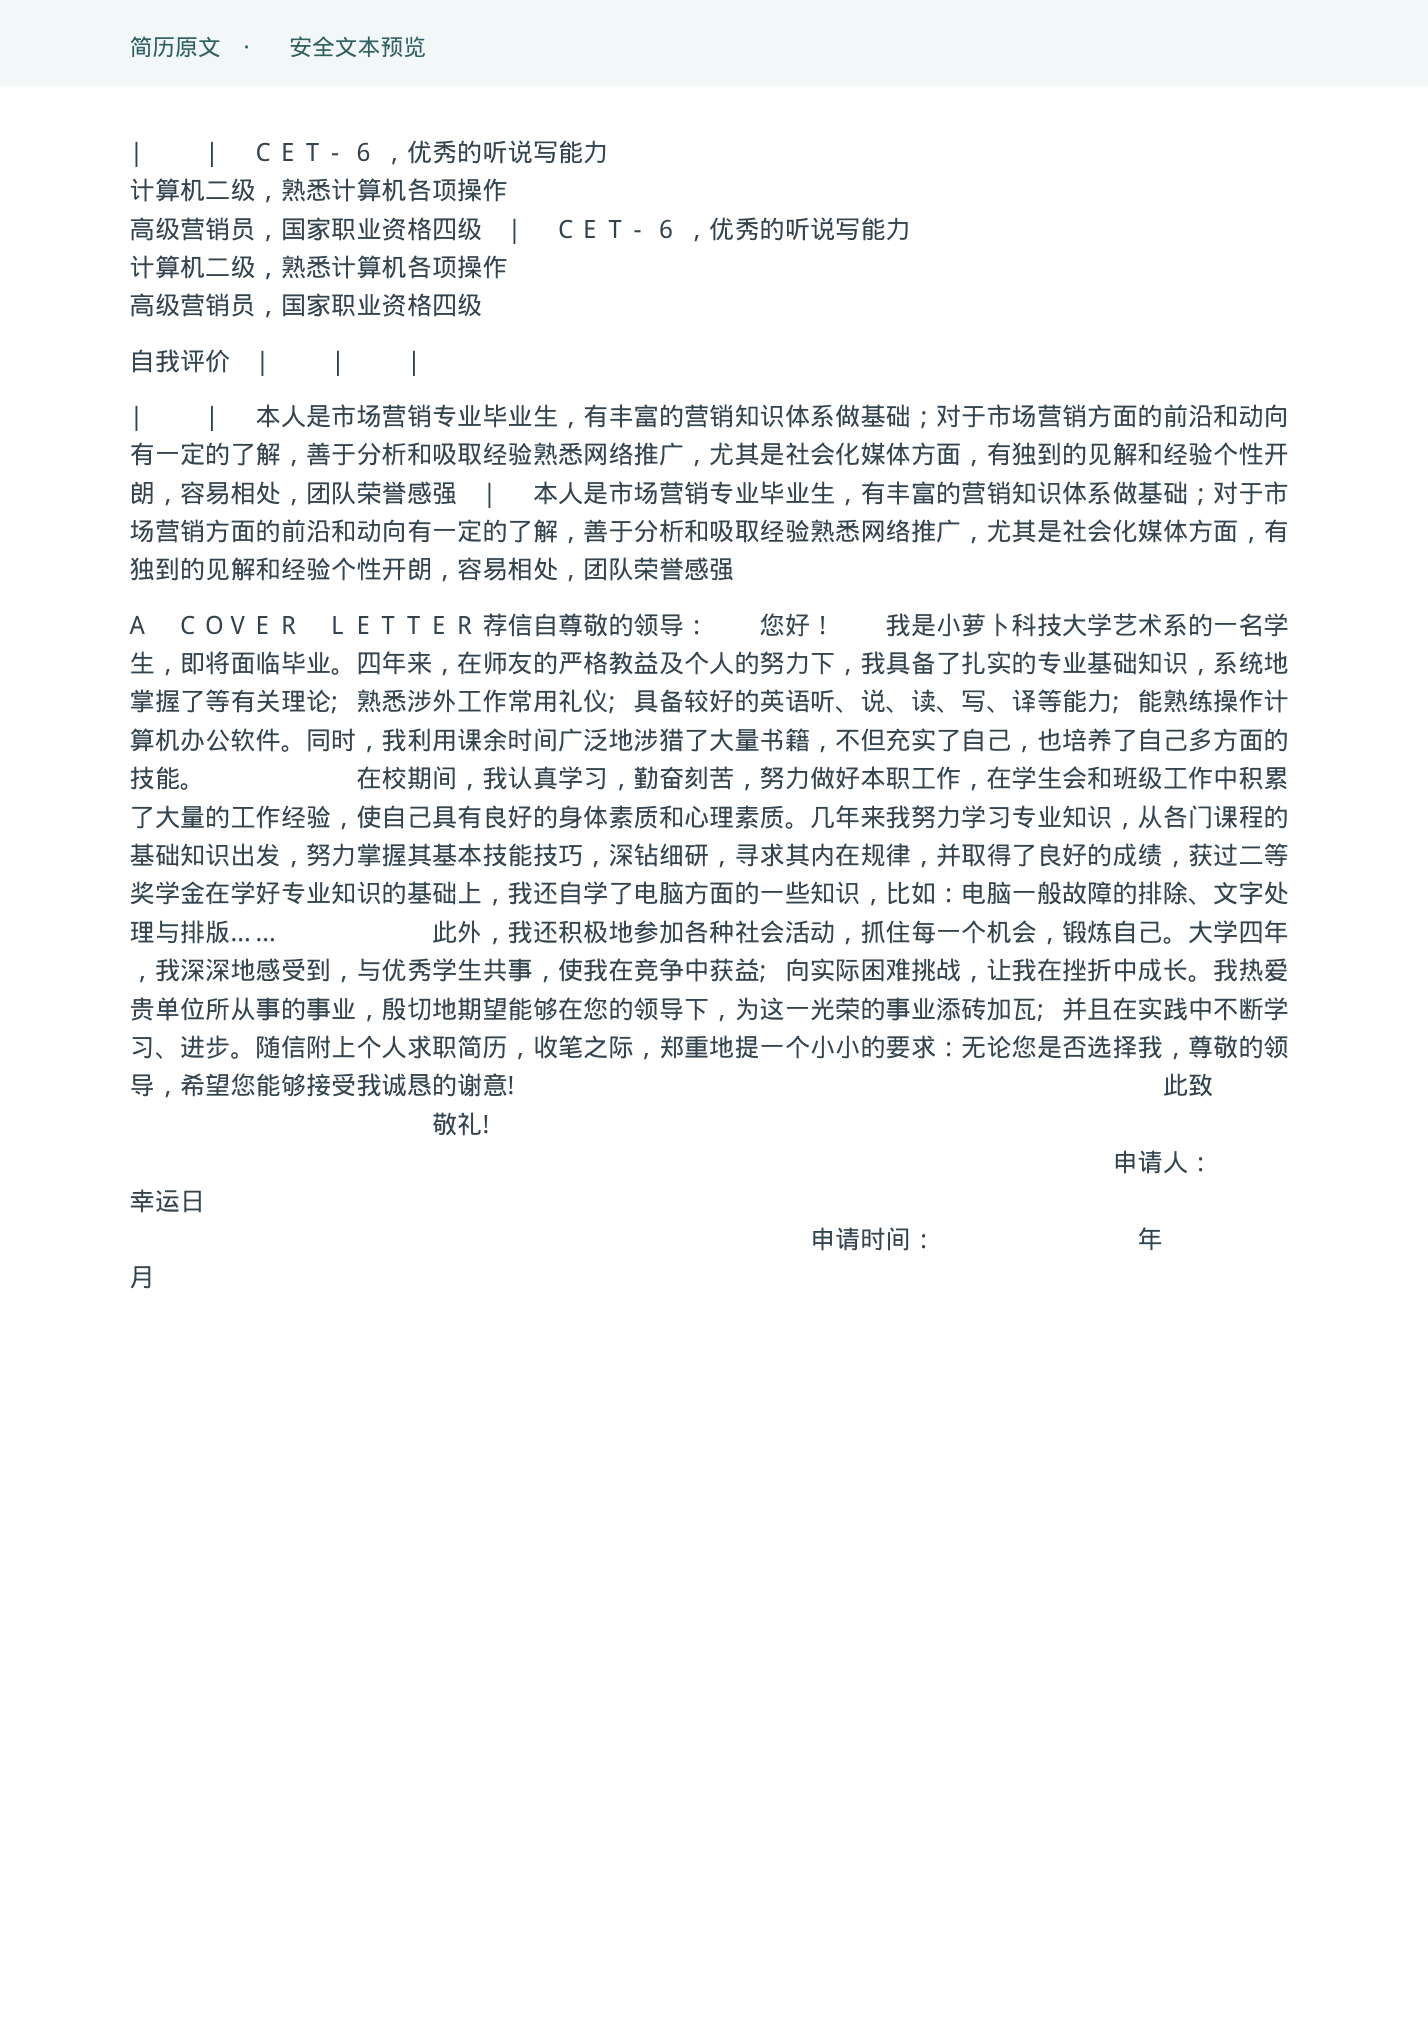 简历原文 · 安全文本预览
| | CET-6，优秀的听说写能力
计算机二级，熟悉计算机各项操作
高级营销员，国家职业资格四级 | CET-6，优秀的听说写能力
计算机二级，熟悉计算机各项操作
高级营销员，国家职业资格四级
自我评价 | | |
| | 本人是市场营销专业毕业生，有丰富的营销知识体系做基础；对于市场营销方面的前沿和动向
有一定的了解，善于分析和吸取经验熟悉网络推广，尤其是社会化媒体方面，有独到的见解和经验个性开
朗，容易相处，团队荣誉感强 | 本人是市场营销专业毕业生，有丰富的营销知识体系做基础；对于市
场营销方面的前沿和动向有一定的了解，善于分析和吸取经验熟悉网络推广，尤其是社会化媒体方面，有
独到的见解和经验个性开朗，容易相处，团队荣誉感强
A COVER LETTER荐信自尊敬的领导： 您好！ 我是小萝卜科技大学艺术系的一名学
生，即将面临毕业。四年来，在师友的严格教益及个人的努力下，我具备了扎实的专业基础知识，系统地
掌握了等有关理论; 熟悉涉外工作常用礼仪; 具备较好的英语听、说、读、写、译等能力; 能熟练操作计
算机办公软件。同时，我利用课余时间广泛地涉猎了大量书籍，不但充实了自己，也培养了自己多方面的
技能。 在校期间，我认真学习，勤奋刻苦，努力做好本职工作，在学生会和班级工作中积累
了大量的工作经验，使自己具有良好的身体素质和心理素质。几年来我努力学习专业知识，从各门课程的
基础知识出发，努力掌握其基本技能技巧，深钻细研，寻求其内在规律，并取得了良好的成绩，获过二等
奖学金在学好专业知识的基础上，我还自学了电脑方面的一些知识，比如：电脑一般故障的排除、文字处
理与排版…… 此外，我还积极地参加各种社会活动，抓住每一个机会，锻炼自己。大学四年
，我深深地感受到，与优秀学生共事，使我在竞争中获益; 向实际困难挑战，让我在挫折中成长。我热爱
贵单位所从事的事业，殷切地期望能够在您的领导下，为这一光荣的事业添砖加瓦; 并且在实践中不断学
习、进步。随信附上个人求职简历，收笔之际，郑重地提一个小小的要求：无论您是否选择我，尊敬的领
导，希望您能够接受我诚恳的谢意! 此致
敬礼!
申请人：
幸运日
申请时间： 年
月